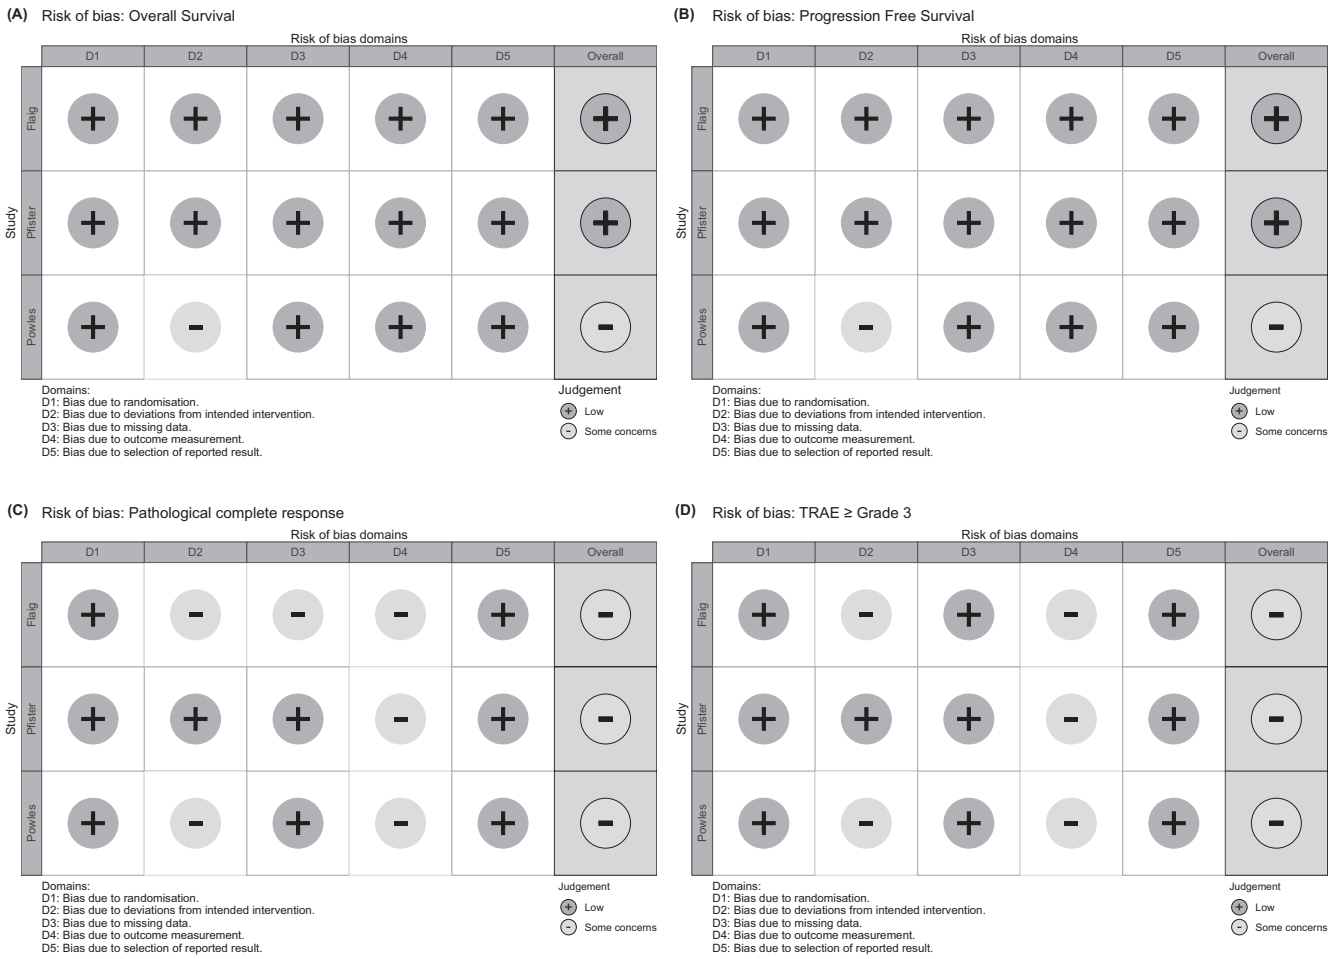 (A) Risk of bias: Overall Survival
Risk of bias domains
D1 D2 D3 D4 D5 Overall
Study
Flaig + + + + + +
Pfister + + + + + +
Powles + - + + + -
Domains:
D1: Bias due to randomisation.
D2: Bias due to deviations from intended intervention.
D3: Bias due to missing data.
D4: Bias due to outcome measurement.
D5: Bias due to selection of reported result.
Judgement
+ Low
- Some concerns
(B) Risk of bias: Progression Free Survival
Risk of bias domains
D1 D2 D3 D4 D5 Overall
Study
Flaig + + + + + +
Pfister + + + + + +
Powles + - + + + -
Domains:
D1: Bias due to randomisation.
D2: Bias due to deviations from intended intervention.
D3: Bias due to missing data.
D4: Bias due to outcome measurement.
D5: Bias due to selection of reported result.
Judgement
+ Low
- Some concerns
(C) Risk of bias: Pathological complete response
Risk of bias domains
D1 D2 D3 D4 D5 Overall
Study
Flaig + - - - + -
Pfister + + + - + -
Powles + - + - + -
Domains:
D1: Bias due to randomisation.
D2: Bias due to deviations from intended intervention.
D3: Bias due to missing data.
D4: Bias due to outcome measurement.
D5: Bias due to selection of reported result.
Judgement
+ Low
- Some concerns
(D) Risk of bias: TRAE ≥ Grade 3
Risk of bias domains
D1 D2 D3 D4 D5 Overall
Study
Flaig + - + - + -
Pfister + + + - + -
Powles + - + - + -
Domains:
D1: Bias due to randomisation.
D2: Bias due to deviations from intended intervention.
D3: Bias due to missing data.
D4: Bias due to outcome measurement.
D5: Bias due to selection of reported result.
Judgement
+ Low
- Some concerns